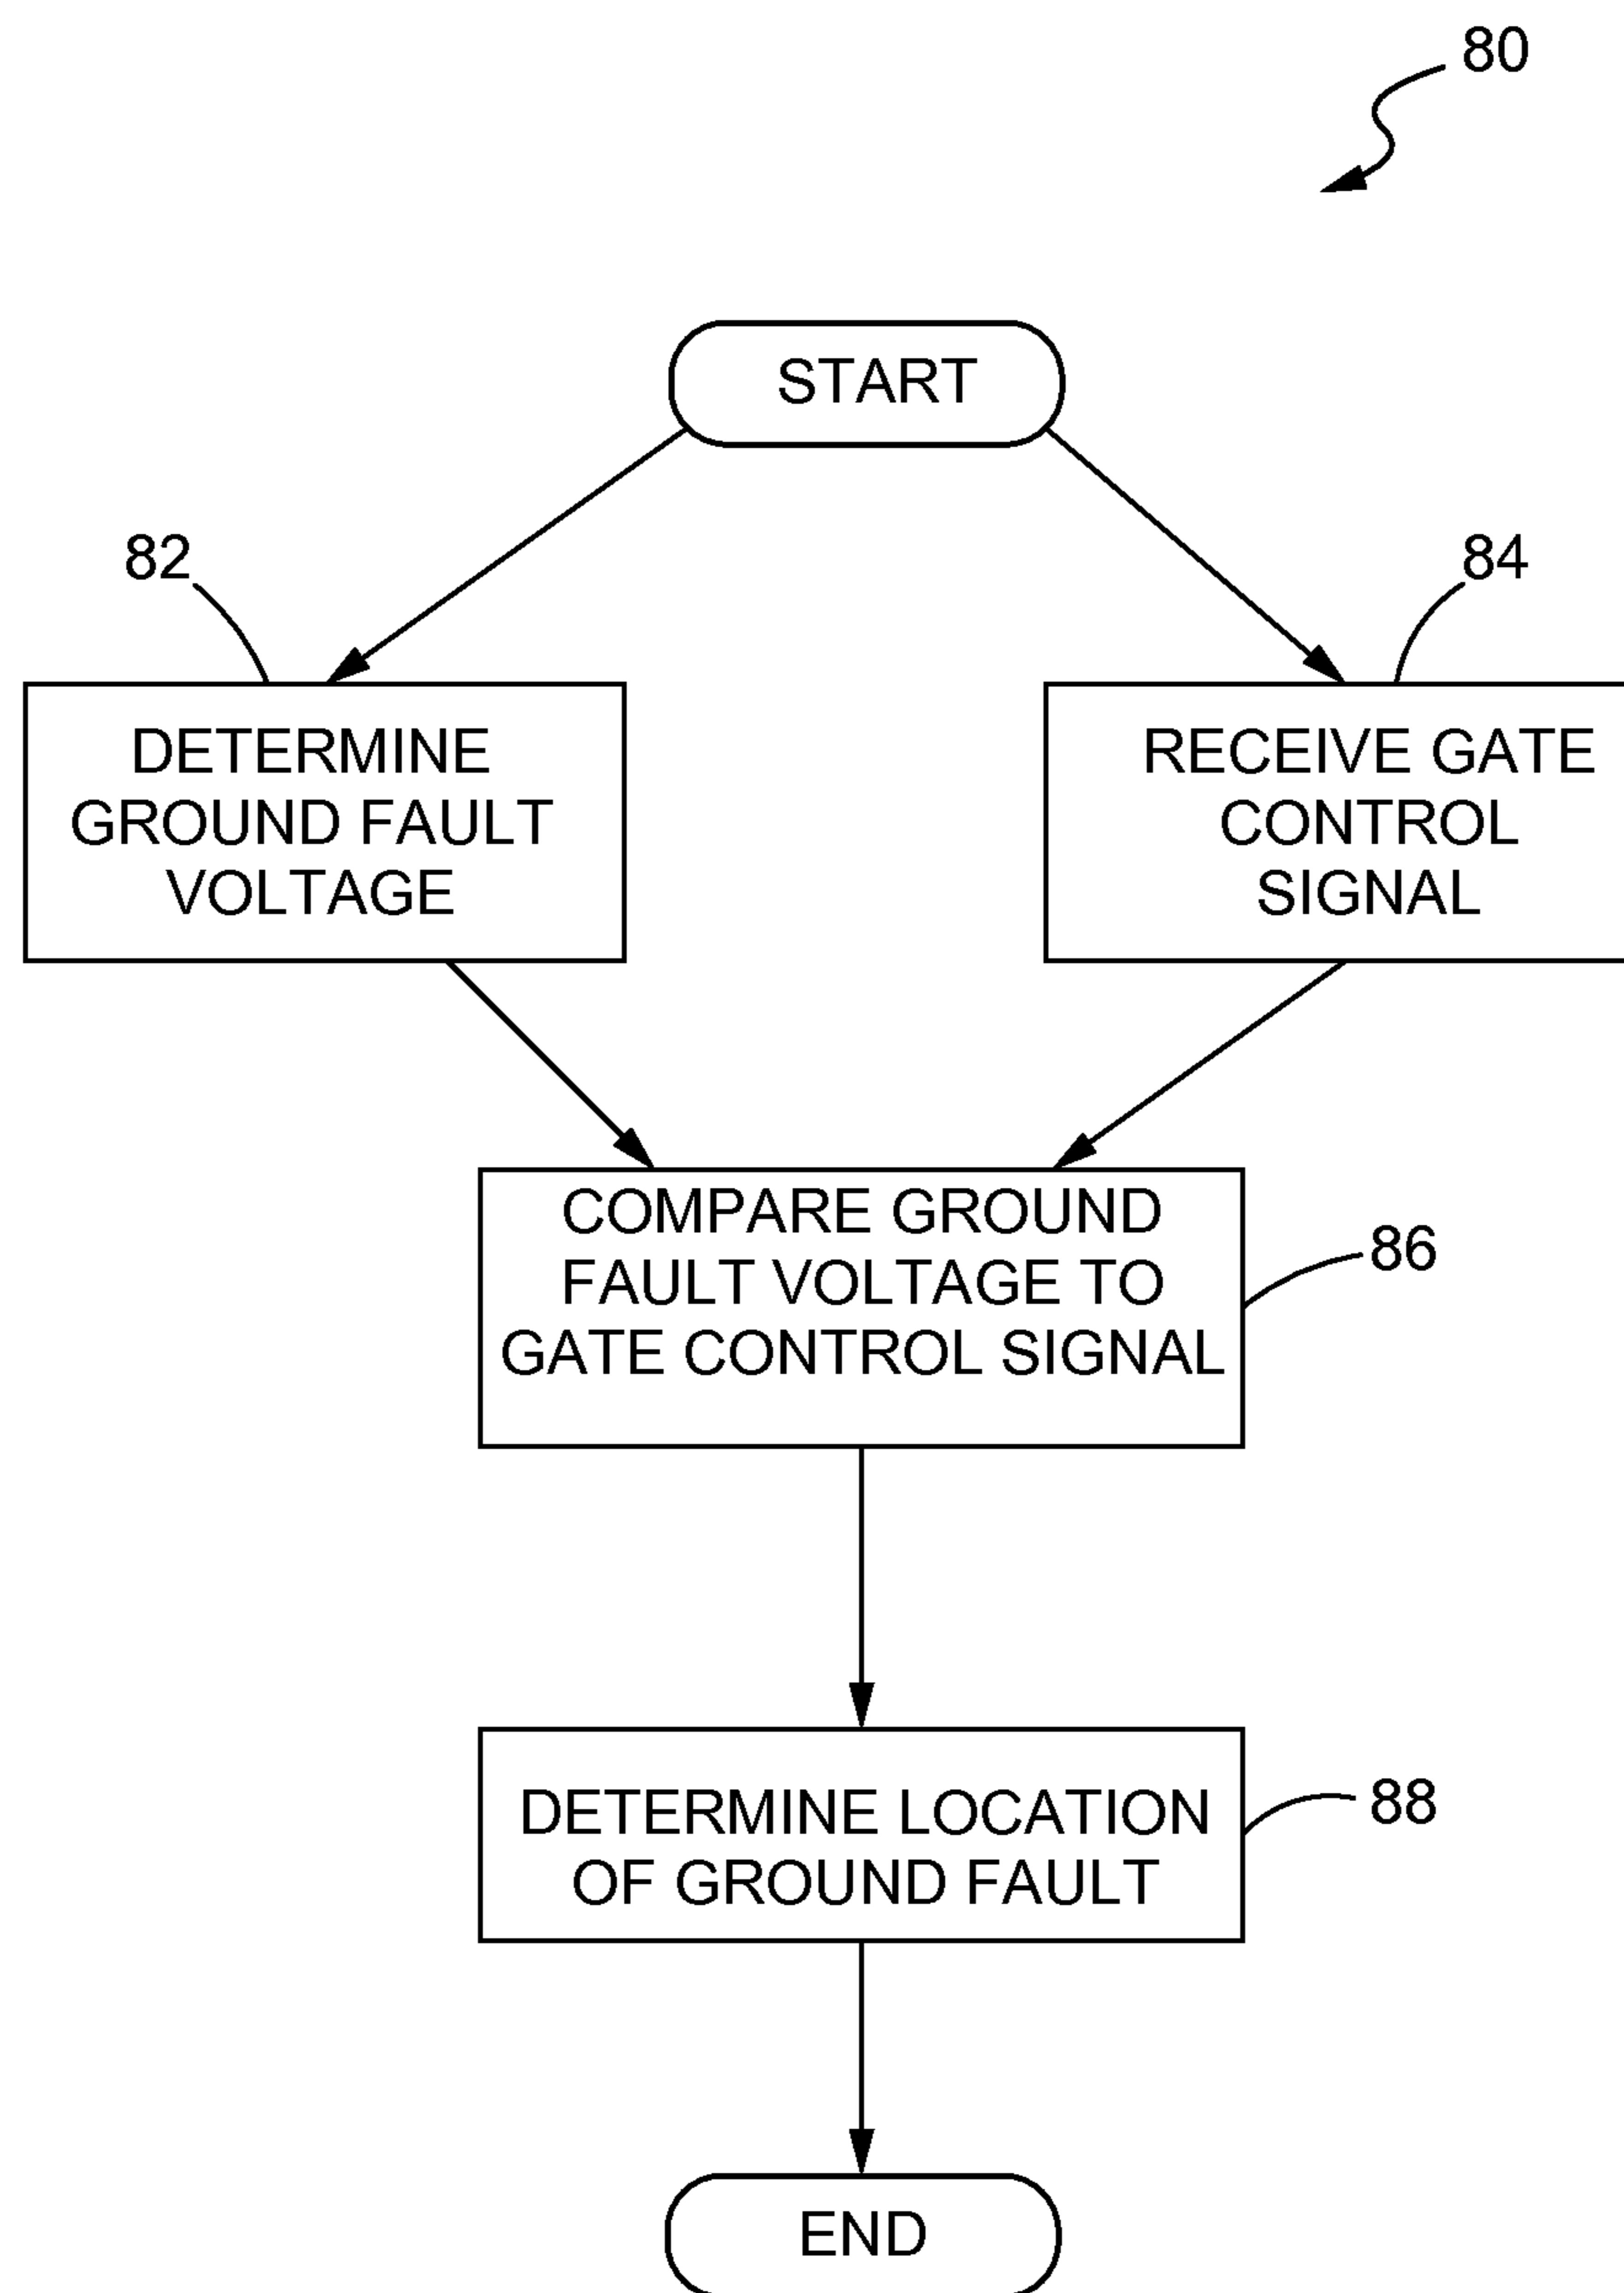 80
START
82
84
DETERMINE
GROUND FAULT
VOLTAGE
RECEIVE GATE
CONTROL
SIGNAL
COMPARE GROUND
FAULT VOLTAGE TO
GATE CONTROL SIGNAL
86
DETERMINE LOCATION
OF GROUND FAULT
88
END